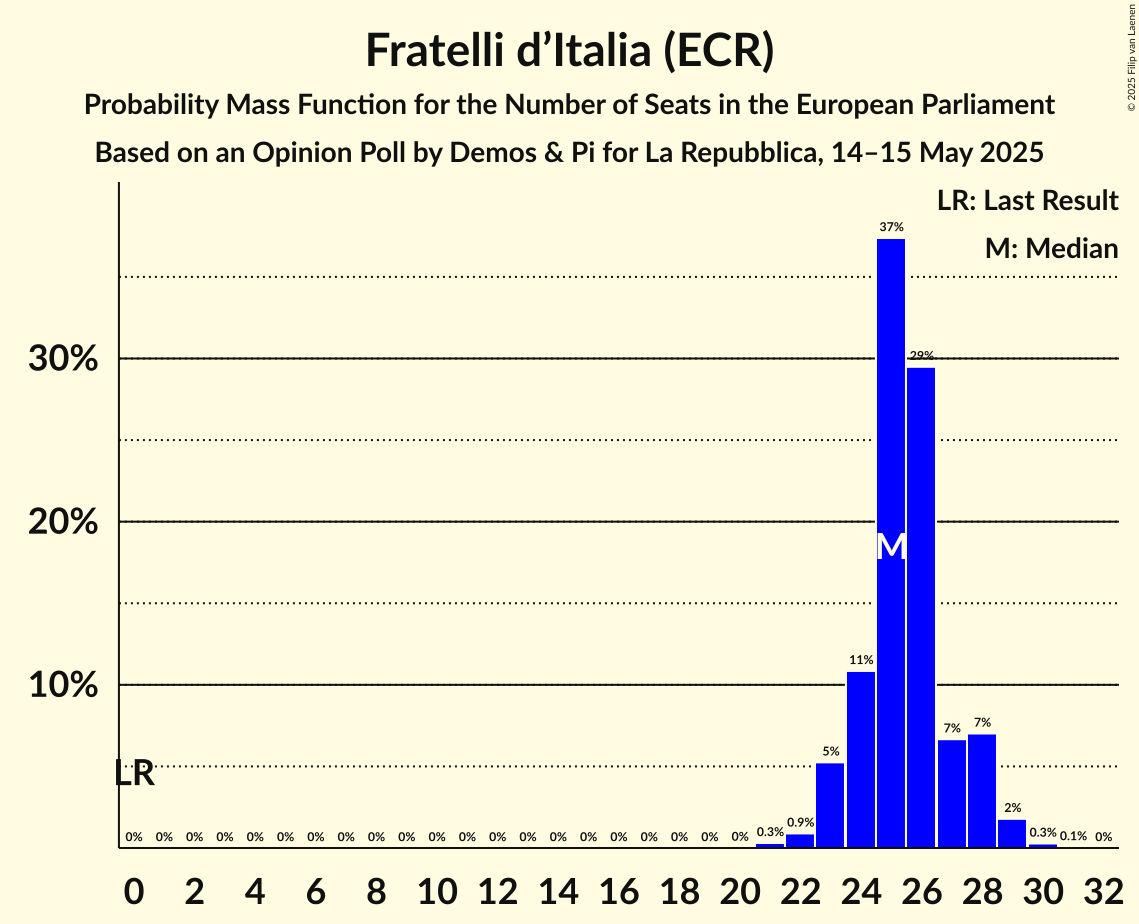 © 2025 Filip van Laenen
Fratelli d’Italia (ECR)
Probability Mass Function for the Number of Seats in the European Parliament
Based on an Opinion Poll by Demos & Pi for La Repubblica, 14–15 May 2025
LR: Last Result
M: Median
37%
30%
29%
20%
M
11%
10%
7% 7%
5%
LR
2%
0% 0% 0% 0% 0% 0% 0% 0% 0% 0% 0% 0% 0% 0% 0% 0% 0% 0% 0% 0% 0% 0.3% 0.9% 0.3% 0.1% 0%
0 2 4 6 8 10 12 14 16 18 20 22 24 26 28 30 32